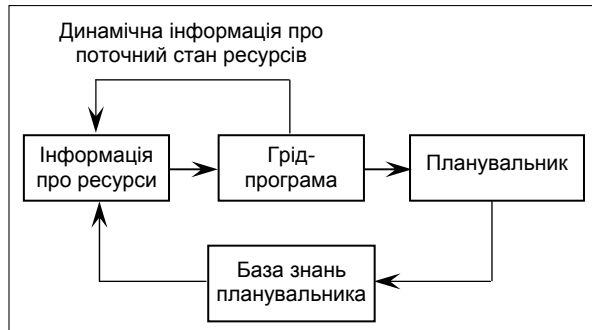 Динамічна інформація про
поточний стан ресурсів
Інформація
про ресурси
Грід-
програма
Планувальник
База знань
планувальника